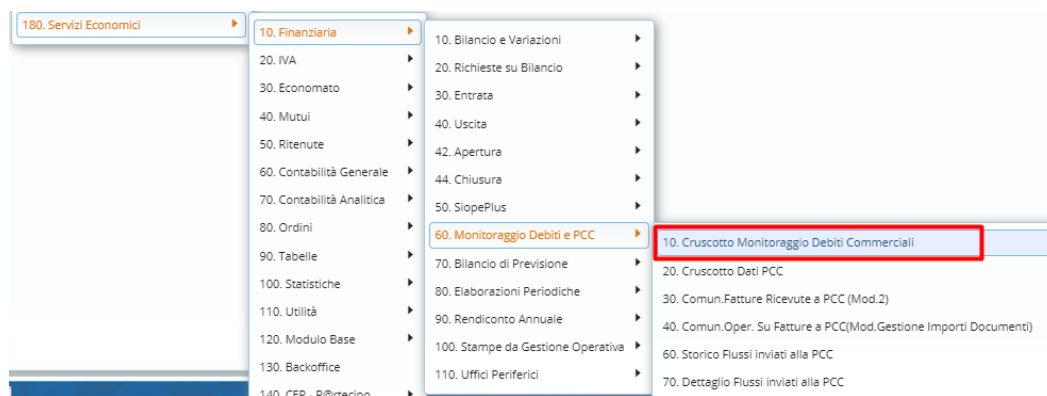 180. Servizi Economici
10. Finanziaria
20. IVA
30. Economato
40. Mutui
50. Ritenute
60. Contabilità Generale
70. Contabilità Analitica
80. Ordini
90. Tabelle
100. Statistiche
110. Utilità
120. Modulo Base
130. Backoffice
140. CEP - P@rtecipo
10. Bilancio e Variazioni
20. Richieste su Bilancio
30. Entrata
40. Uscita
42. Apertura
44. Chiusura
50. SiopePlus
60. Monitoraggio Debiti e PCC
70. Bilancio di Previsione
80. Elaborazioni Periodiche
90. Rendiconto Annuale
100. Stampe da Gestione Operativa
110. Uffici Periferici
10. Cruscotto Monitoraggio Debiti Commerciali
20. Cruscotto Dati PCC
30. Comun.Fatture Ricevute a PCC (Mod.2)
40. Comun.Oper. Su Fatture a PCC(Mod.Gestione Importi Documenti)
60. Storico Flussi inviati alla PCC
70. Dettaglio Flussi inviati alla PCC